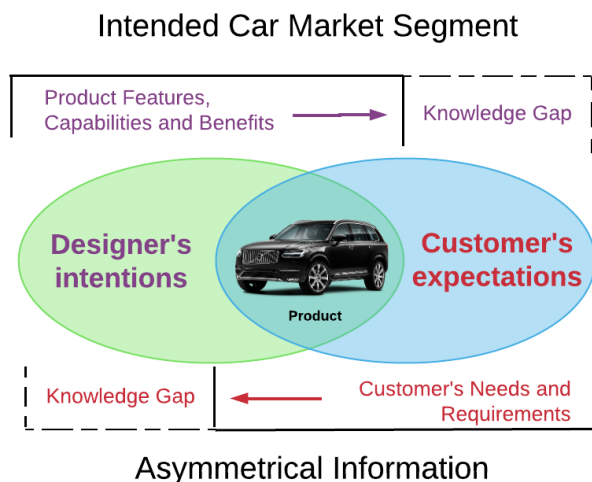 Intended Car Market Segment
Product Features,
Capabilities and Benefits
Knowledge Gap
Designer's
intentions
Customer's
expectations
Product
Knowledge Gap
Customer's Needs and
Requirements
Asymmetrical Information